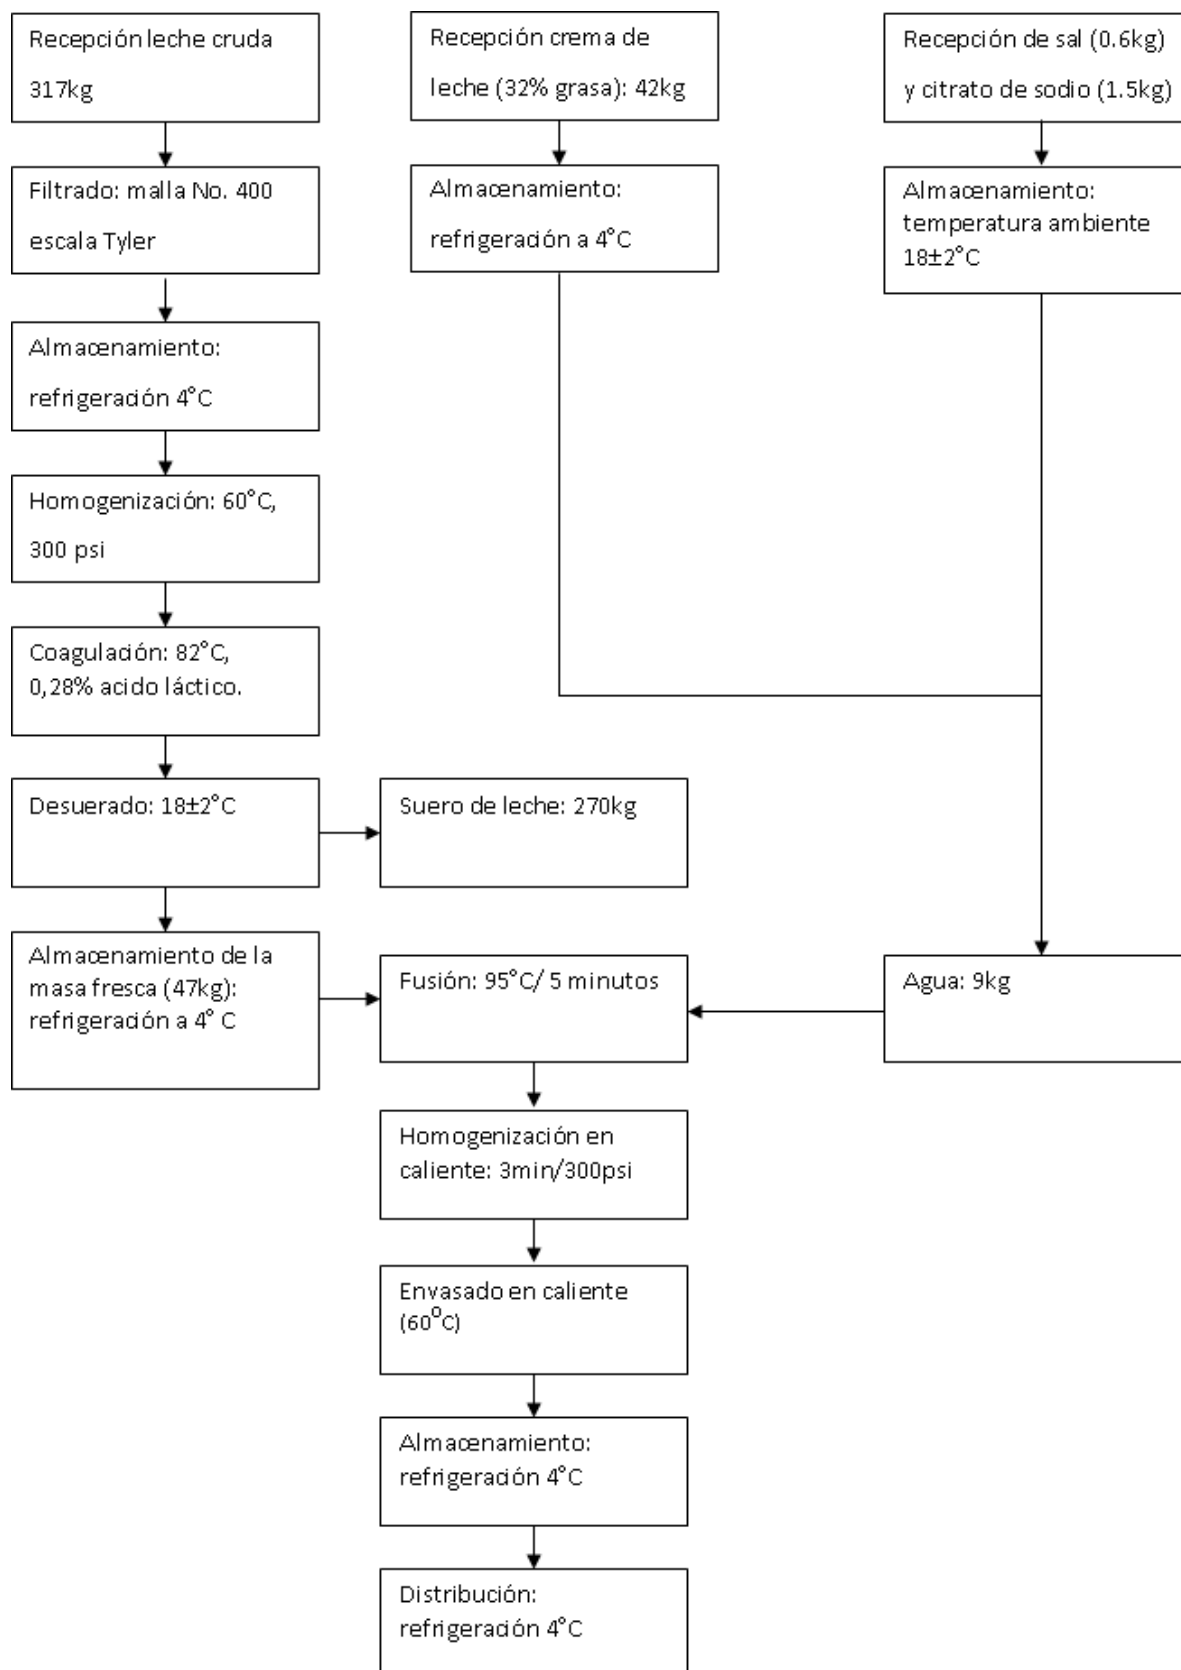 Recepción leche cruda
317kg
Recepción crema de
leche (32% grasa): 42kg
Recepción de sal (0.6kg)
y citrato de sodio (1.5kg)
Filtrado: malla No. 400
escala Tyler
Almacenamiento:
refrigeración a 4°C
Almacenamiento:
temperatura ambiente
18±2°C
Almacenamiento:
refrigeración 4°C
Homogenización: 60°C,
300 psi
Coagulación: 82°C,
0,28% acido láctico.
Desuerado: 18±2°C
Suero de leche: 270kg
Almacenamiento de la
masa fresca (47kg):
refrigeración a 4° C
Fusión: 95°C/ 5 minutos
Agua: 9kg
Homogenización en
caliente: 3min/300psi
Envasado en caliente
(60°C)
Almacenamiento:
refrigeración 4°C
Distribución:
refrigeración 4°C